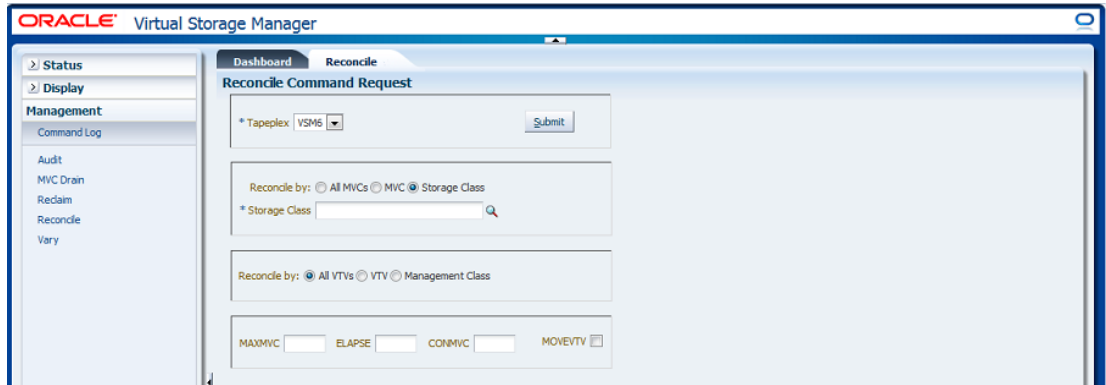 ORACLE Virtual Storage Manager
Status
Display
Management
Command Log
Audit
MVC Drain
Reclaim
Reconcile
Vary
Dashboard Reconcile
Reconcile Command Request
* Tapeplex VSM6 Submit
Reconcile by: All MVCs MVC Storage Class
* Storage Class
Reconcile by: All VTVs VTV Management Class
MAXMVC ELAPSE CONMVC MOVEVTV